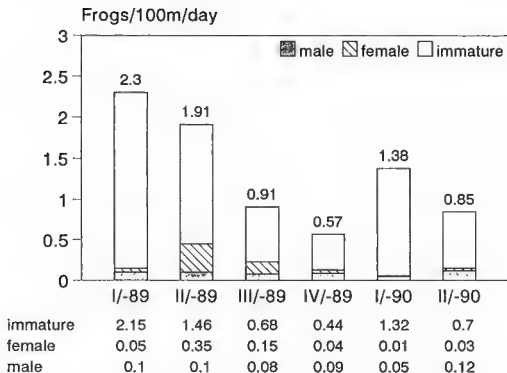 Frogs/100m/day
3
male female immature
2.5
2.3
2
1.91
1.5
1.38
1
0.91
0.85
0.57
0.5
0
I/-89 II/-89 III/-89 IV/-89 I/-90 II/-90
immature 2.15 1.46 0.68 0.44 1.32 0.7
female 0.05 0.35 0.15 0.04 0.01 0.03
male 0.1 0.1 0.08 0.09 0.05 0.12